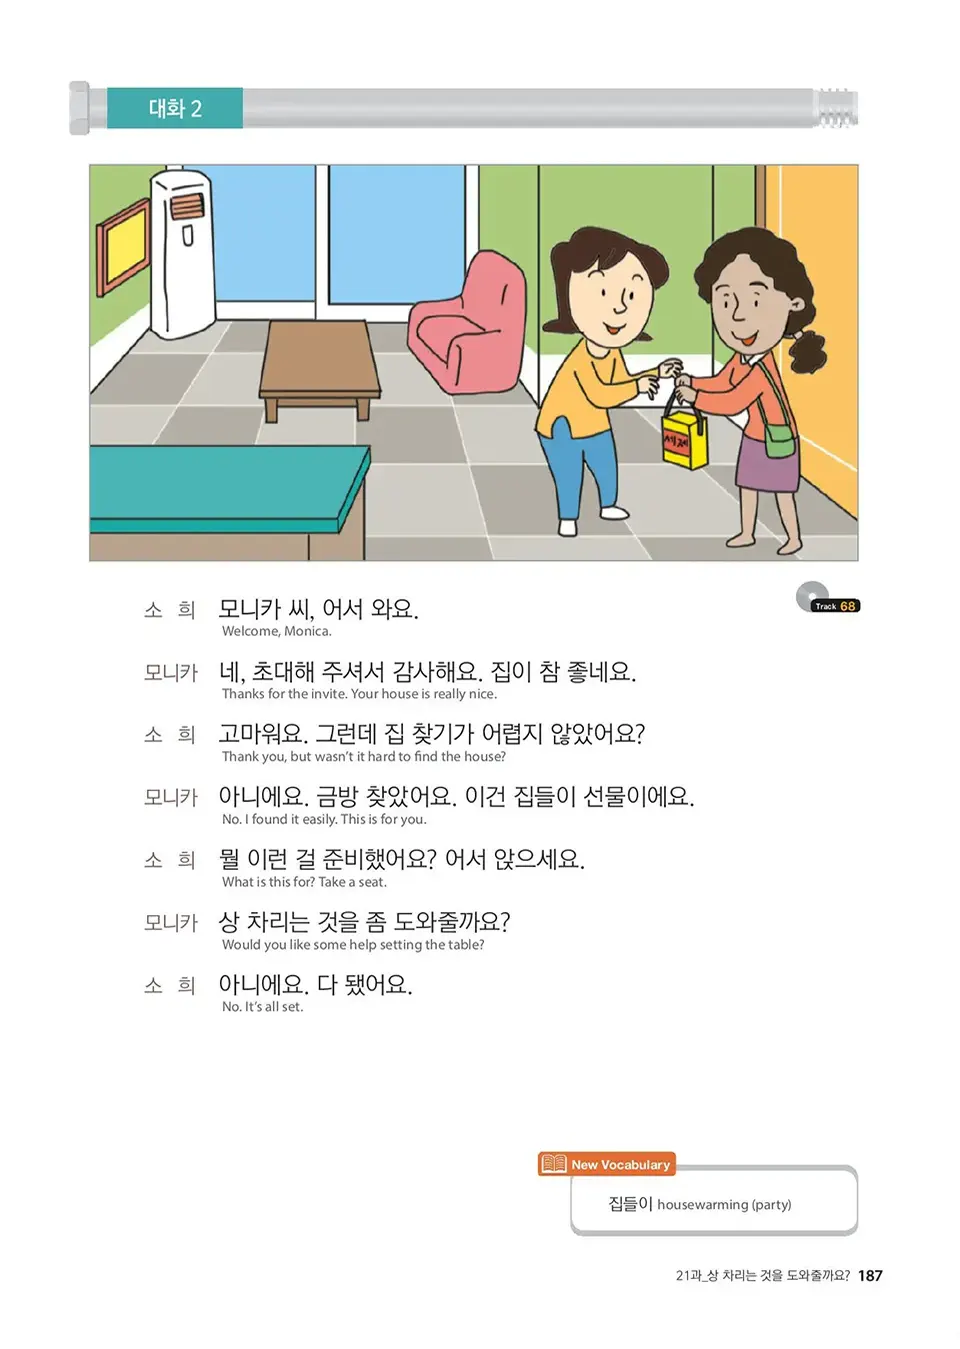 대화 2
세제
Track 68
소 희 모니카 씨, 어서 와요.
Welcome, Monica.
모니카 네, 초대해 주셔서 감사해요. 집이 참 좋네요.
Thanks for the invite. Your house is really nice.
소 희 고마워요. 그런데 집 찾기가 어렵지 않았어요?
Thank you, but wasn't it hard to find the house?
모니카 아니에요. 금방 찾았어요. 이건 집들이 선물이에요.
No. I found it easily. This is for you.
소 희 뭘 이런 걸 준비했어요? 어서 앉으세요.
What is this for? Take a seat.
모니카 상 차리는 것을 좀 도와줄까요?
Would you like some help setting the table?
소 희 아니에요. 다 됐어요.
No. It's all set.
New Vocabulary
집들이 housewarming (party)
21과_상 차리는 것을 도와줄까요? 187